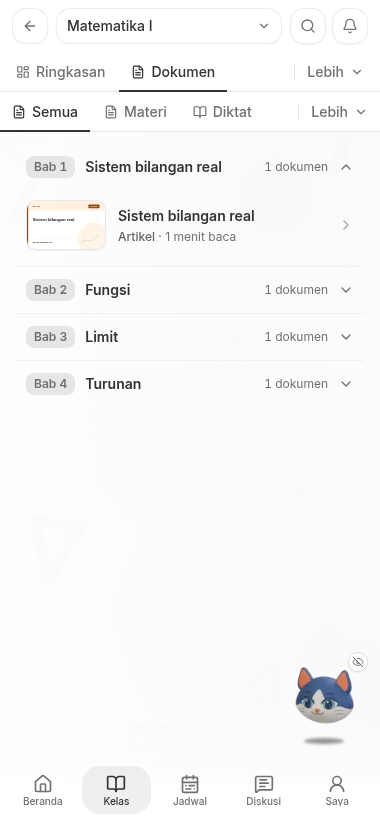 Matematika I
Ringkasan
Dokumen
Lebih
Semua
Materi
Diktat
Lebih
Bab 1
Sistem bilangan real
1 dokumen
Sistem bilangan real
Sistem bilangan real
Artikel · 1 menit baca
Bab 2
Fungsi
1 dokumen
Bab 3
Limit
1 dokumen
Bab 4
Turunan
1 dokumen
Beranda
Kelas
Jadwal
Diskusi
Saya